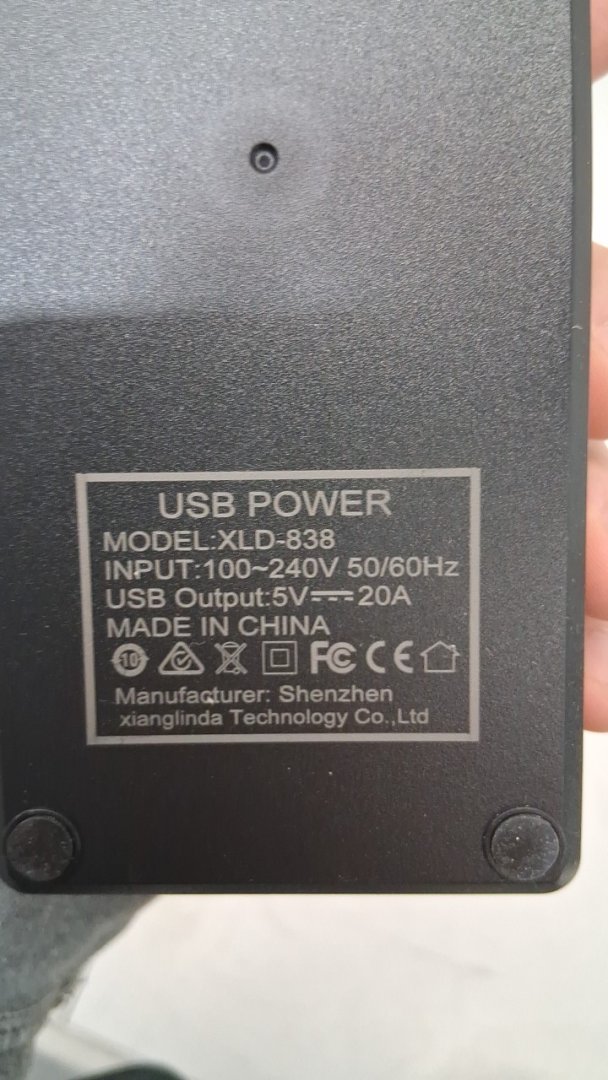 USB POWER
MODEL:XLD-838
INPUT:100~240V 50/60Hz
USB Output:5V⎓20A
MADE IN CHINA
10 FC CE
Manufacturer: Shenzhen
xianglinda Technology Co.,Ltd